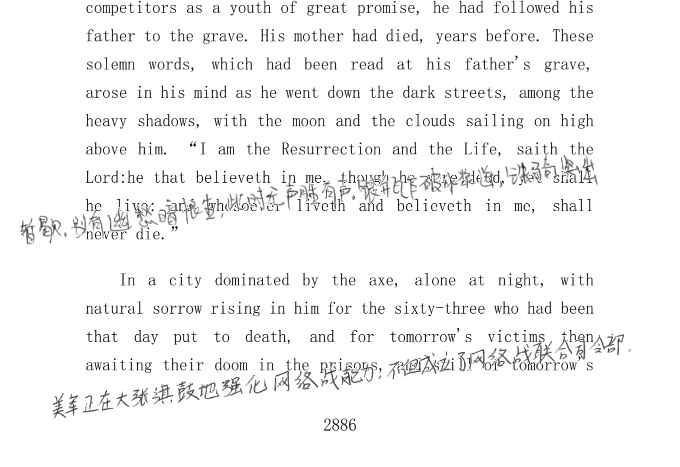 competitors as a youth of great promise, he had followed his
father to the grave. His mother had died, years before. These
solemn words, which had been read at his father's grave,
arose in his mind as he went down the dark streets, among the
heavy shadows, with the moon and the clouds sailing on high
above him. “I am the Resurrection and the Life, saith the
Lord:he that believeth in me, though he were dead, yet shall
暂歇.别有幽愁暗恨生,此时无声胜有声。银瓶乍破水浆迸,铁骑突出
he live: and whosoever liveth and believeth in me, shall
never die.”
In a city dominated by the axe, alone at night, with
natural sorrow rising in him for the sixty-three who had been
that day put to death, and for tomorrow's victims then
awaiting their doom in the prisons, and still of tomorrow's
美军正在大张旗鼓地强化网络战能力,不但成立了网络战联合司令部.
2886